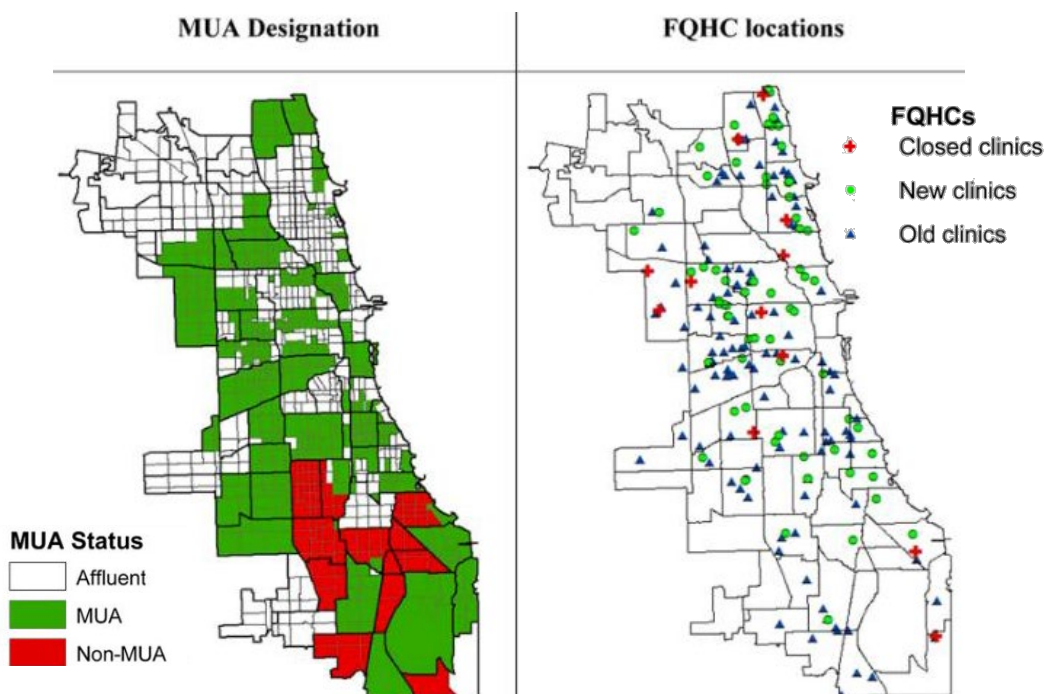 MUA Designation
FQHC locations
FQHCs
Closed clinics
New clinics
Old clinics
MUA Status
Affluent
MUA
Non-MUA